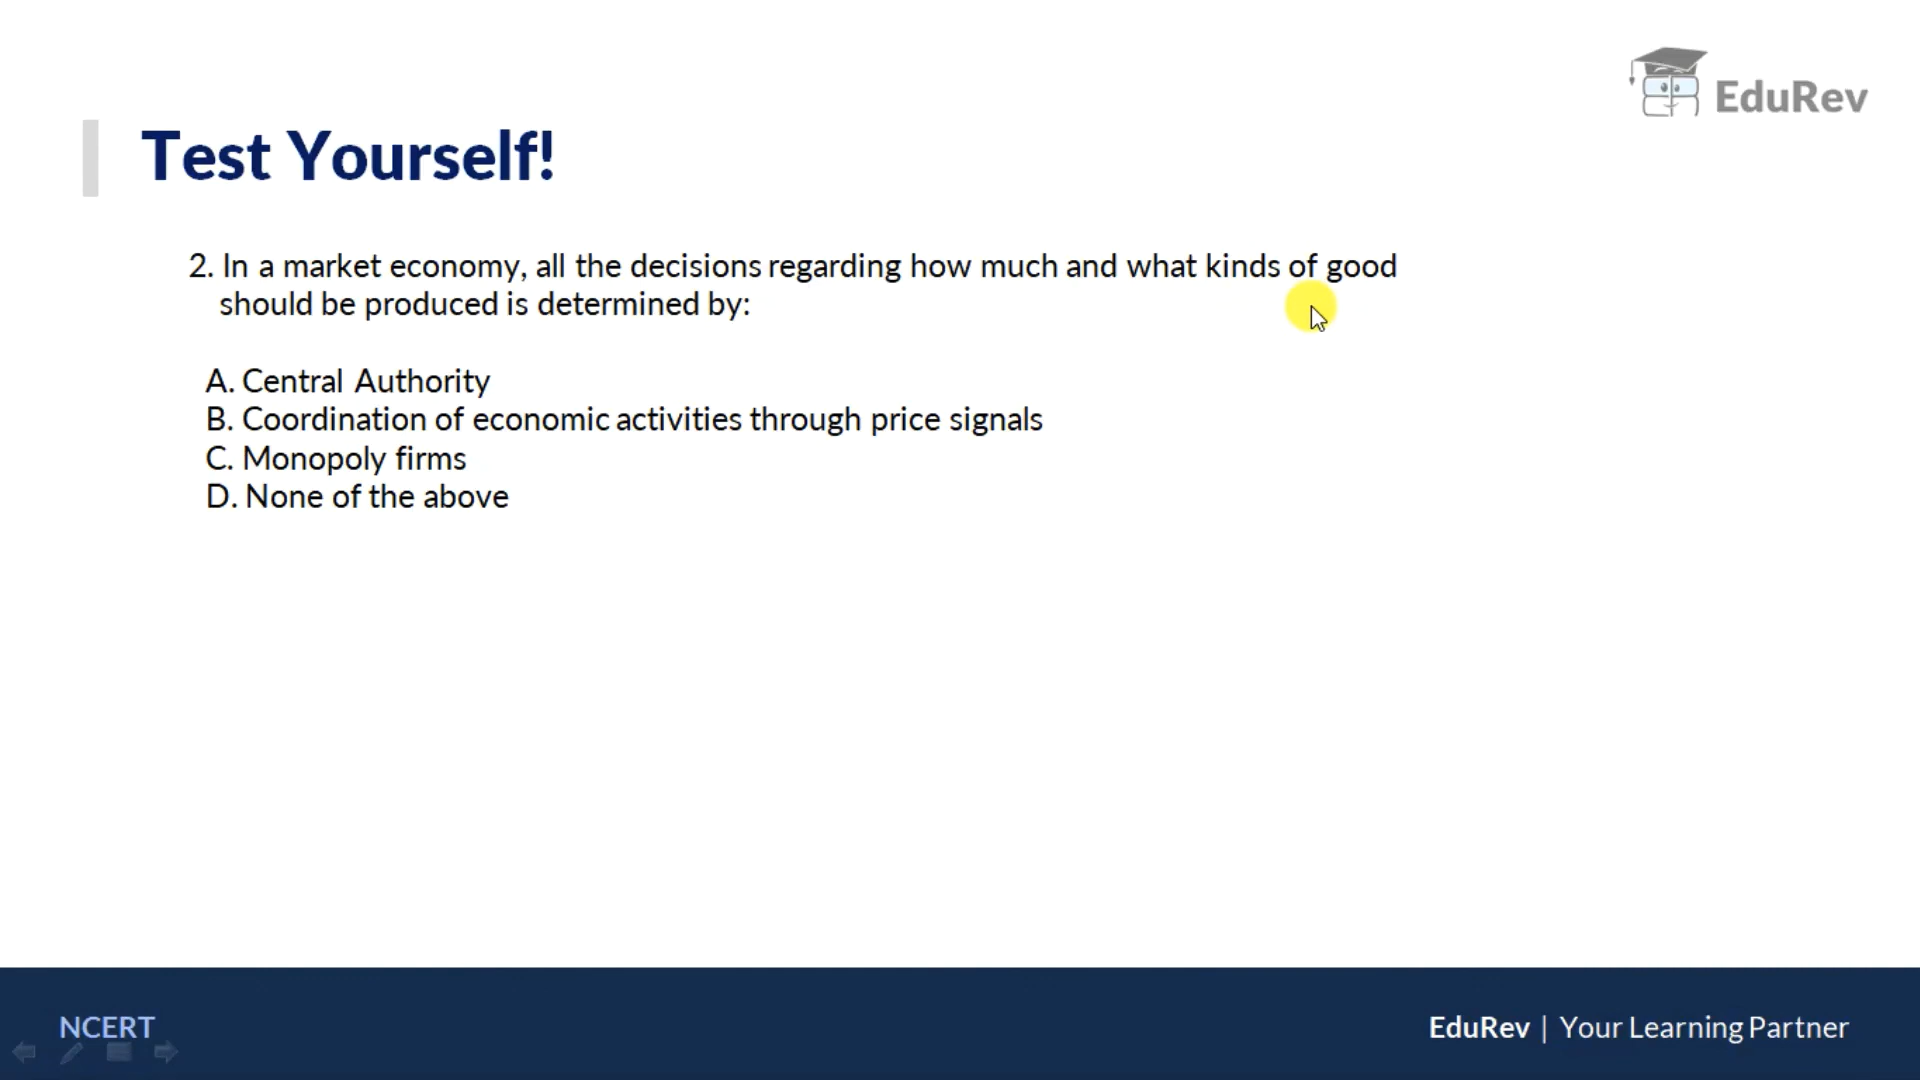 EduRev
Test Yourself!
2. In a market economy, all the decisions regarding how much and what kinds of good
should be produced is determined by:
A. Central Authority
B. Coordination of economic activities through price signals
C. Monopoly firms
D. None of the above
NCERT
EduRev | Your Learning Partner